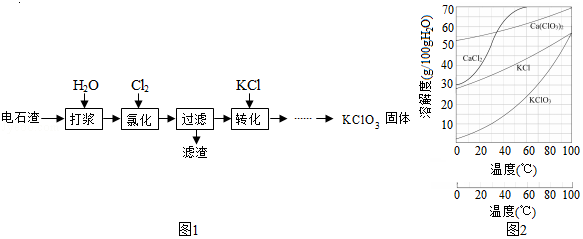 H₂O Cl₂ KCl
电石渣 打浆 氯化 过滤 转化 …… KClO₃ 固体
滤渣
图1
溶解度(g/100gH₂O)
70
60
50
40
30
20
10
Ca(ClO₃)₂
CaCl₂
KCl
KClO₃
0 20 40 60 80 100
温度(℃)
0 20 40 60 80 100
温度(℃)
图2